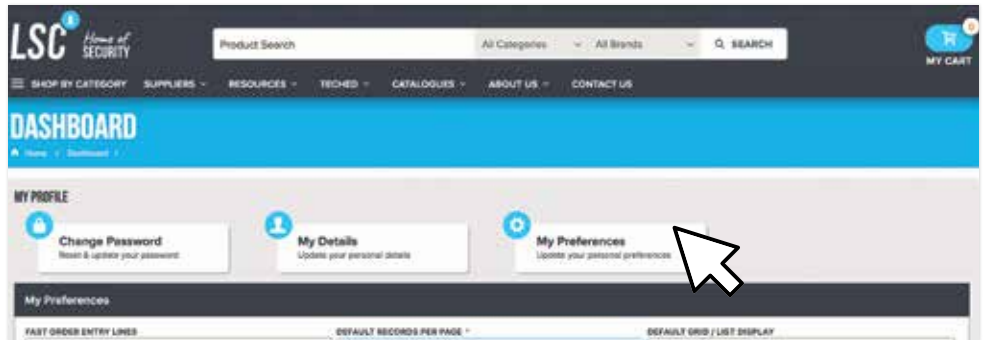 LSC Home of SECURITY
Product Search All Categories All Brands SEARCH
0
MY CART
SHOP BY CATEGORY SUPPLIERS RESOURCES TECHED CATALOGUES ABOUT US CONTACT US
DASHBOARD
Home / Dashboard /
MY PROFILE
Change Password My Details My Preferences
Reset & update your password Update your personal details Update your personal preferences
My Preferences
FAST ORDER ENTRY LINES DEFAULT RECORDS PER PAGE * DEFAULT GRID / LIST DISPLAY